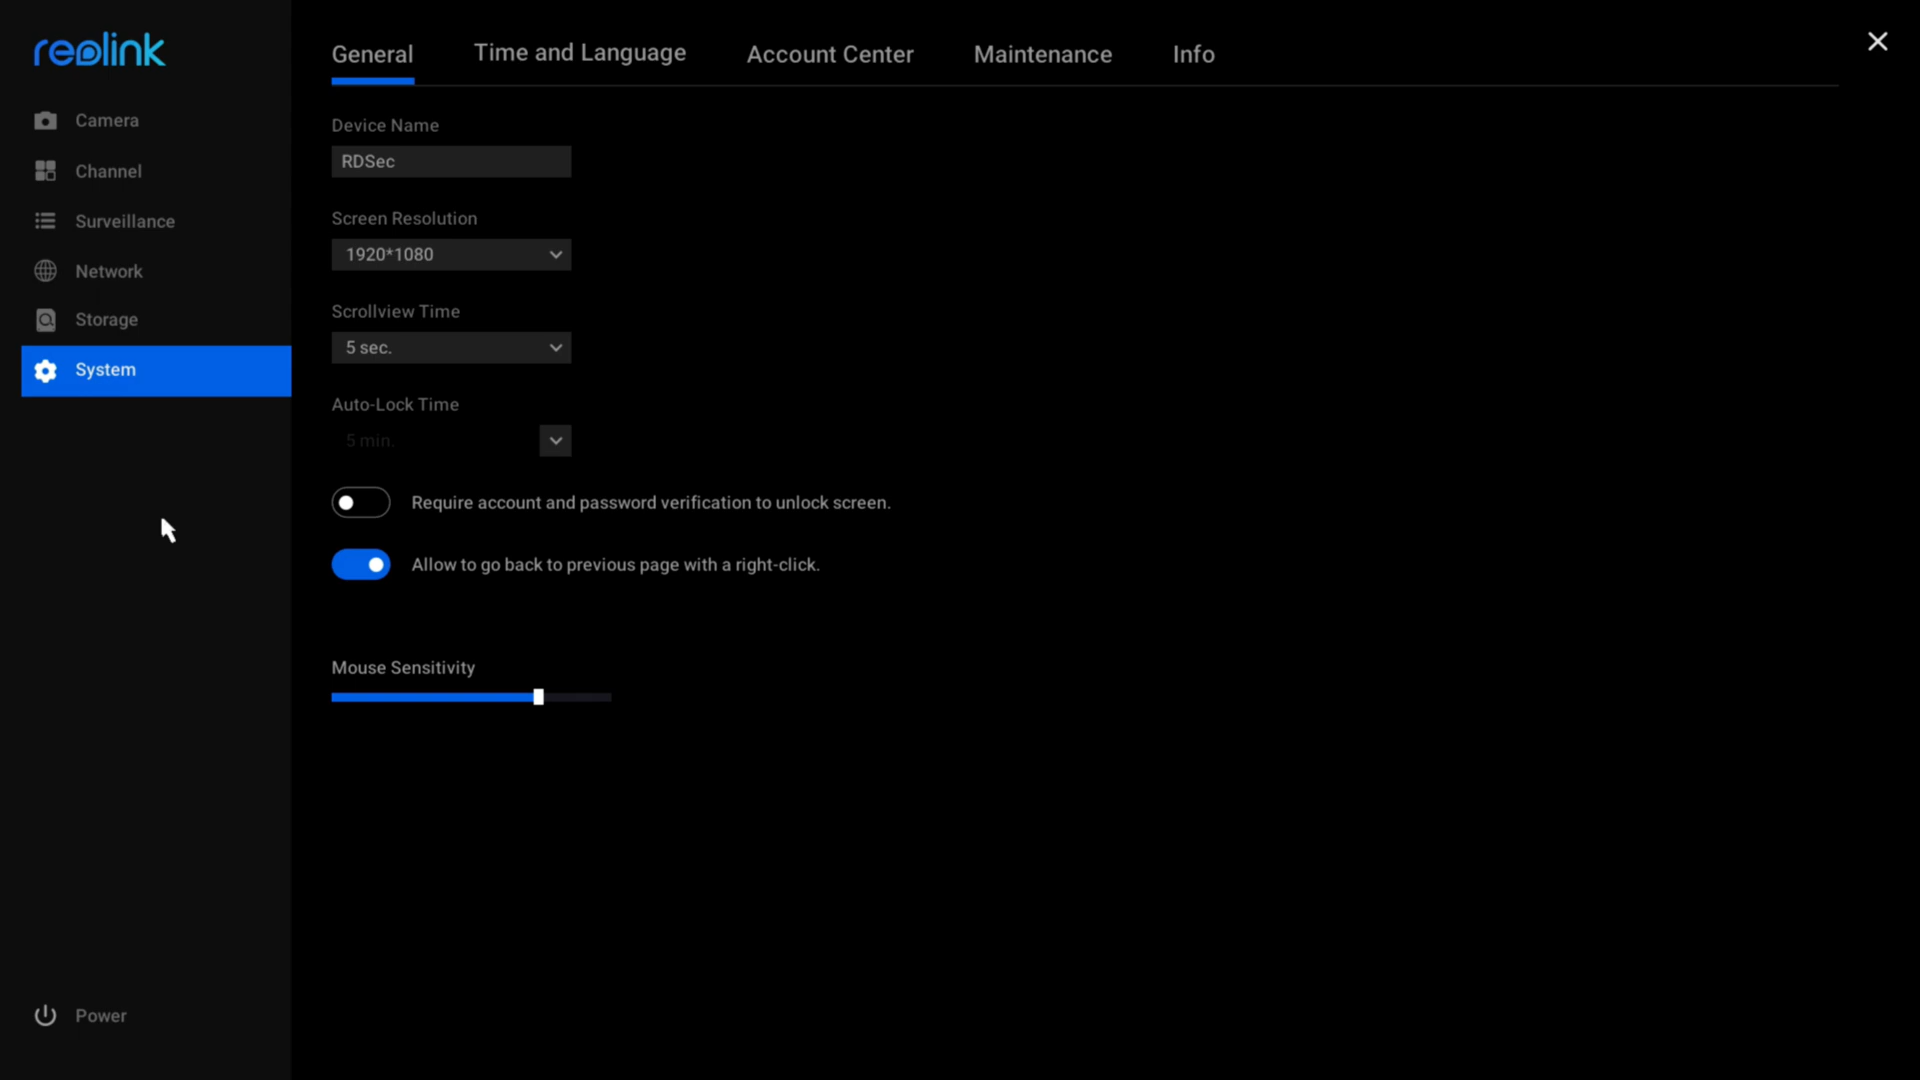 reolink
General Time and Language Account Center Maintenance Info
Camera
Channel
Surveillance
Network
Storage
System
Power
Device Name
RDSec
Screen Resolution
1920*1080
Scrollview Time
5 sec.
Auto-Lock Time
5 min.
Require account and password verification to unlock screen.
Allow to go back to previous page with a right-click.
Mouse Sensitivity